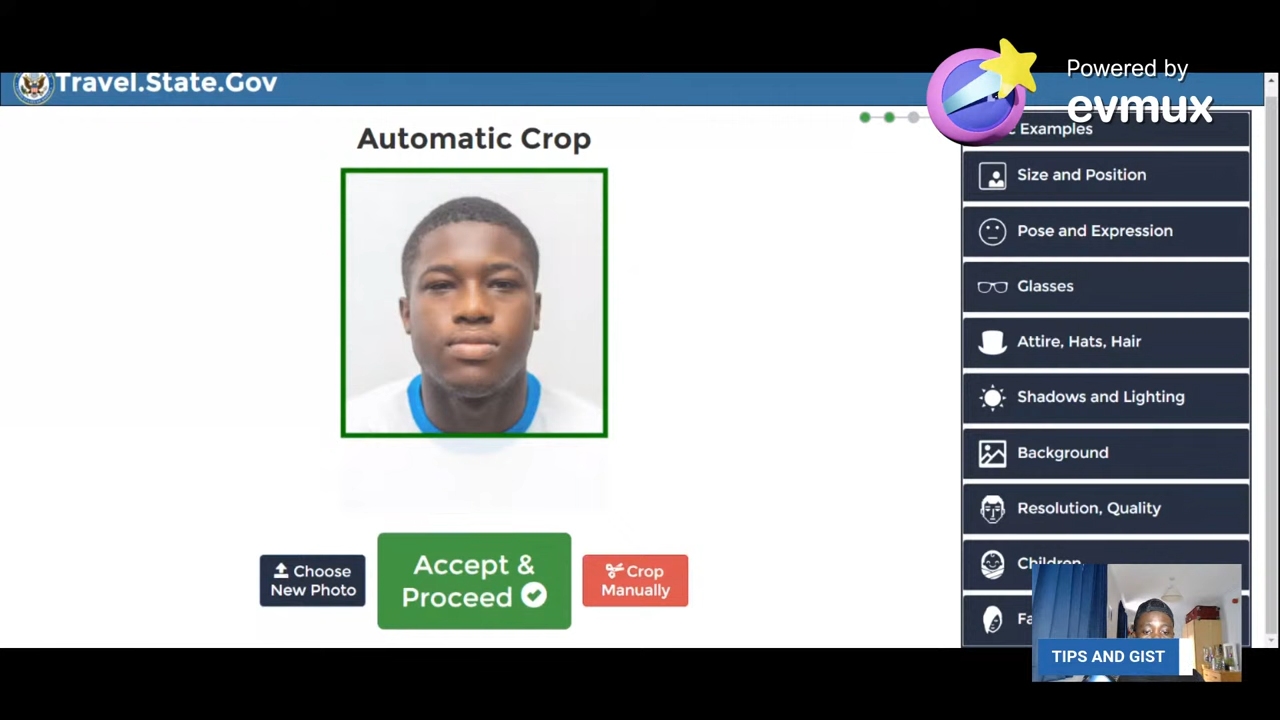 Travel.State.Gov
Powered by
evmux
Automatic Crop
Examples
Size and Position
Pose and Expression
Glasses
Attire, Hats, Hair
Shadows and Lighting
Background
Resolution, Quality
Children
Choose
New Photo
Accept &
Proceed
Crop
Manually
TIPS AND GIST